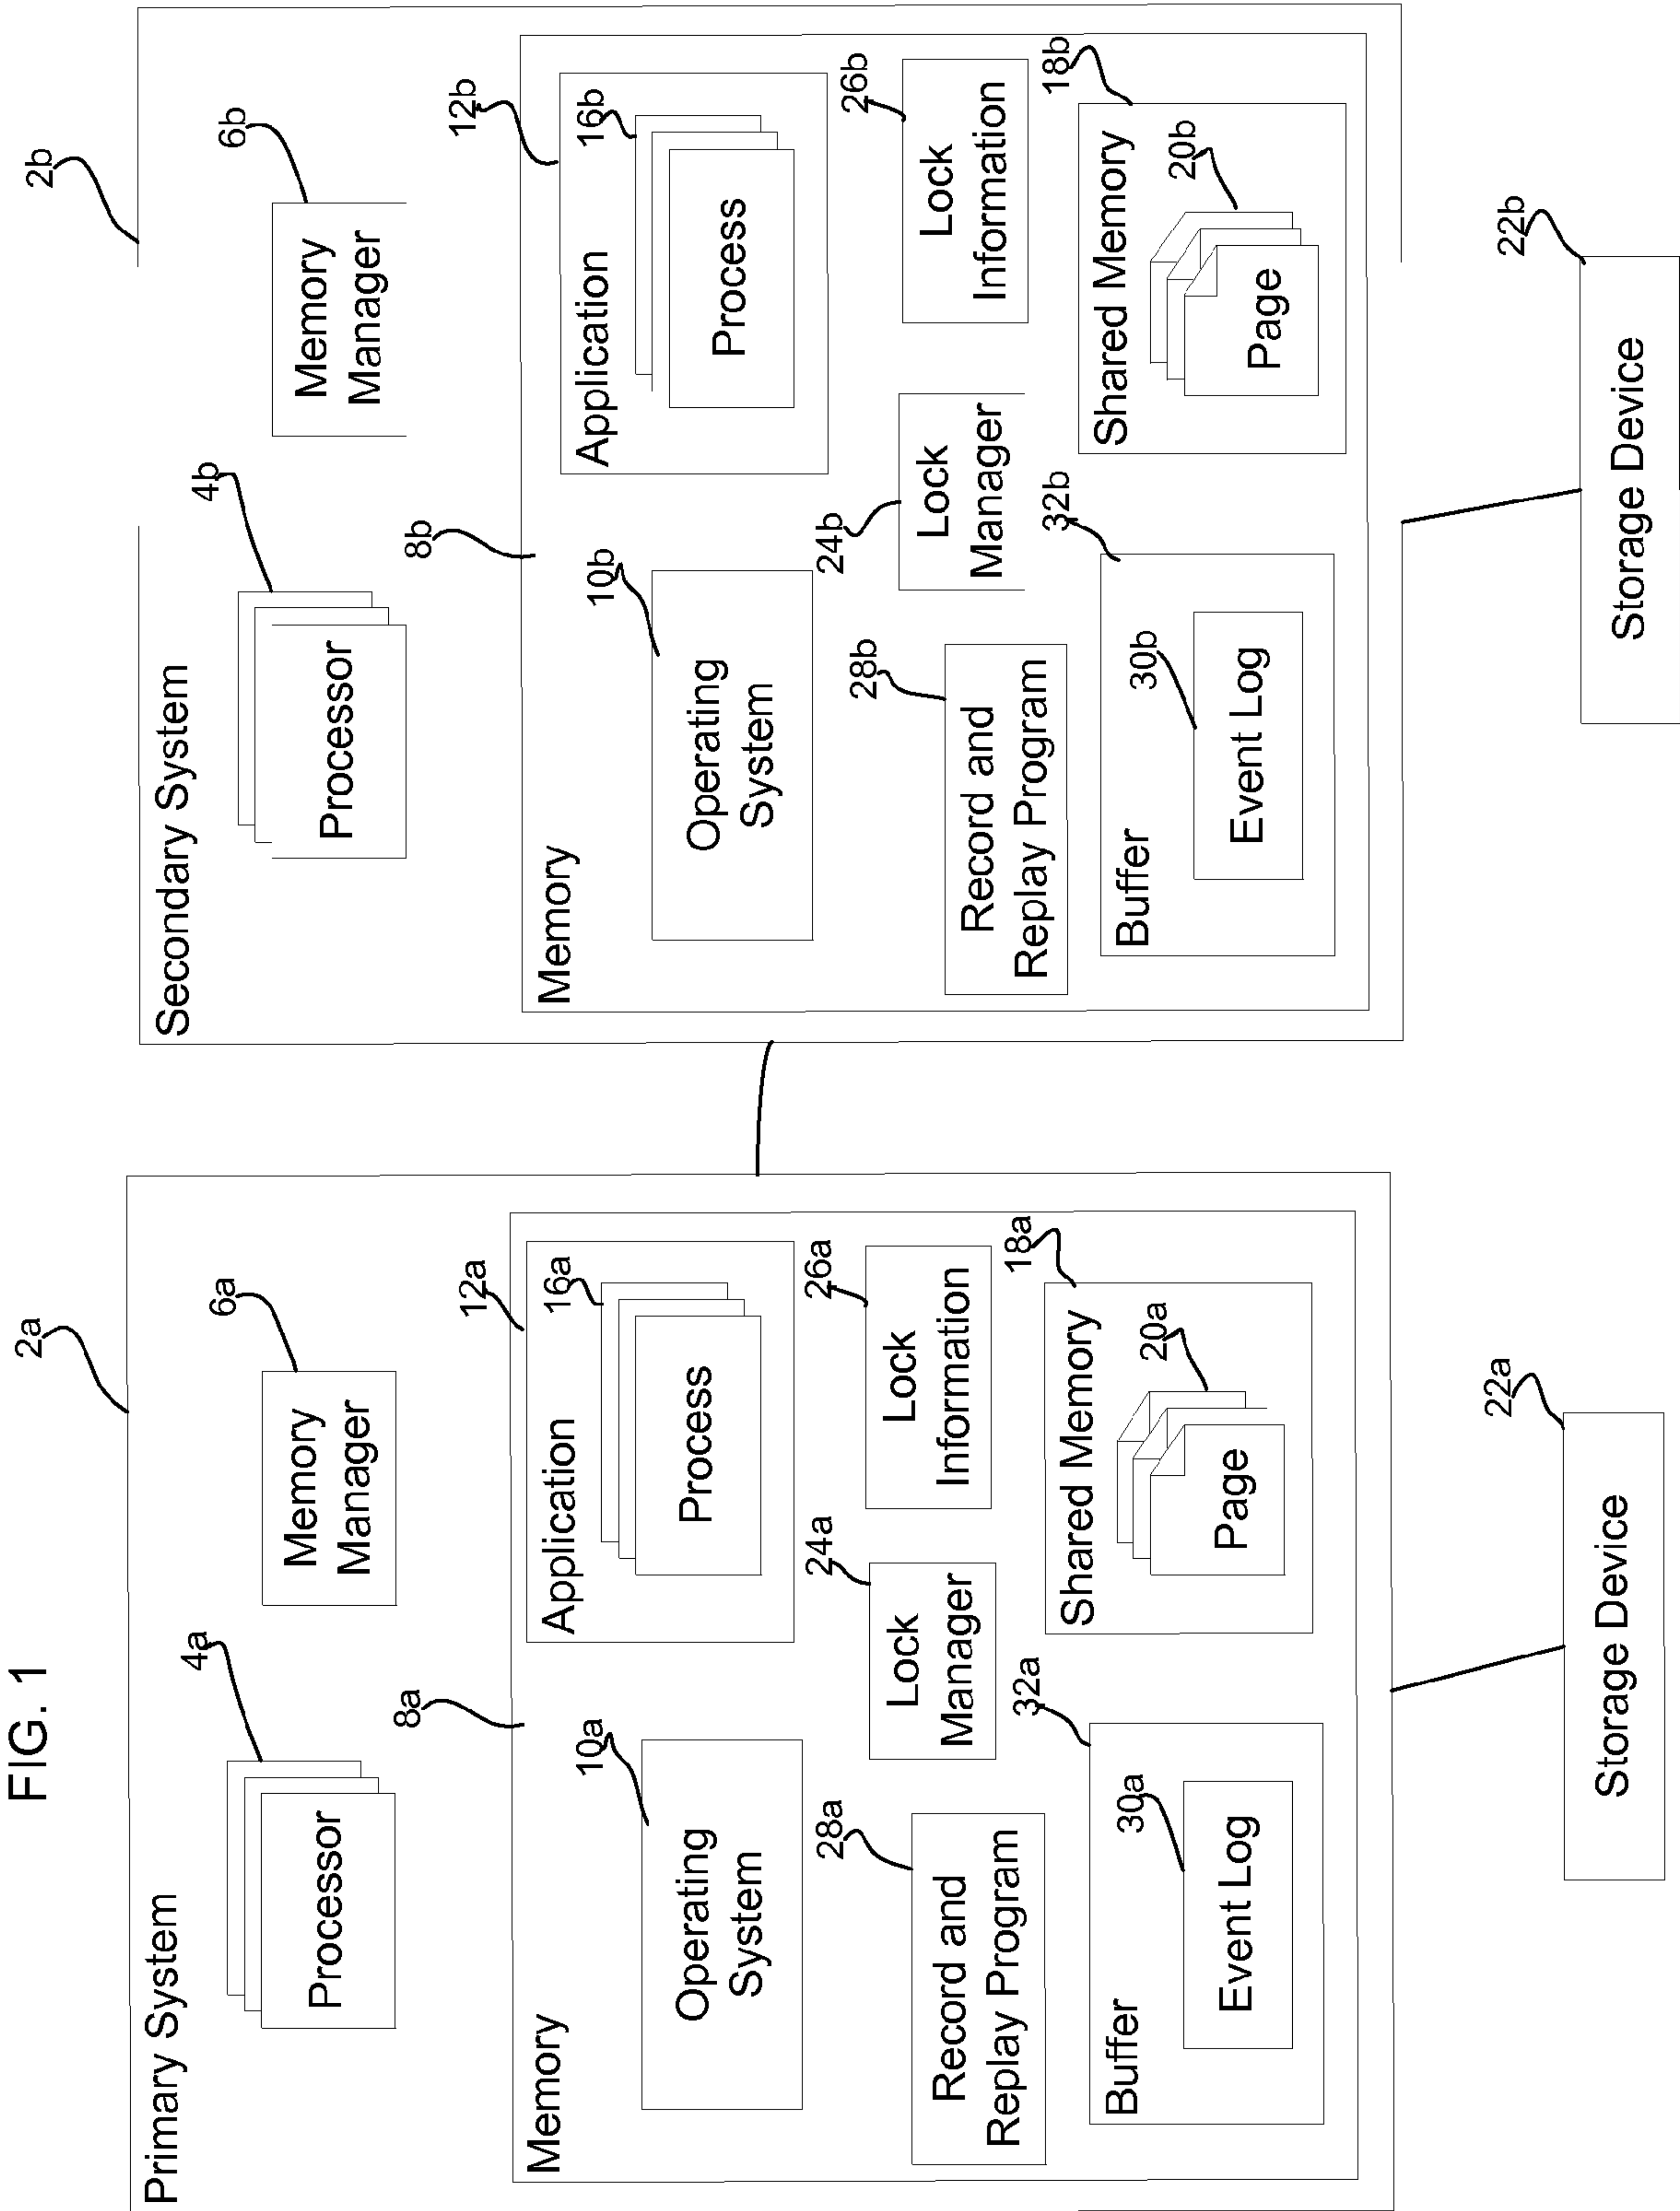 FIG. 1
2a
Primary System
4a
Processor
6a
Memory
Manager
8a
Memory
10a
Operating
System
12a
Application
16a
Process
28a
Record and
Replay Program
24a
Lock
Manager
26a
Lock
Information
32a
Buffer
30a
Event Log
18a
Shared Memory
20a
Page
22a
Storage Device
2b
Secondary System
4b
Processor
6b
Memory
Manager
8b
Memory
10b
Operating
System
12b
Application
16b
Process
28b
Record and
Replay Program
24b
Lock
Manager
26b
Lock
Information
32b
Buffer
30b
Event Log
18b
Shared Memory
20b
Page
22b
Storage Device